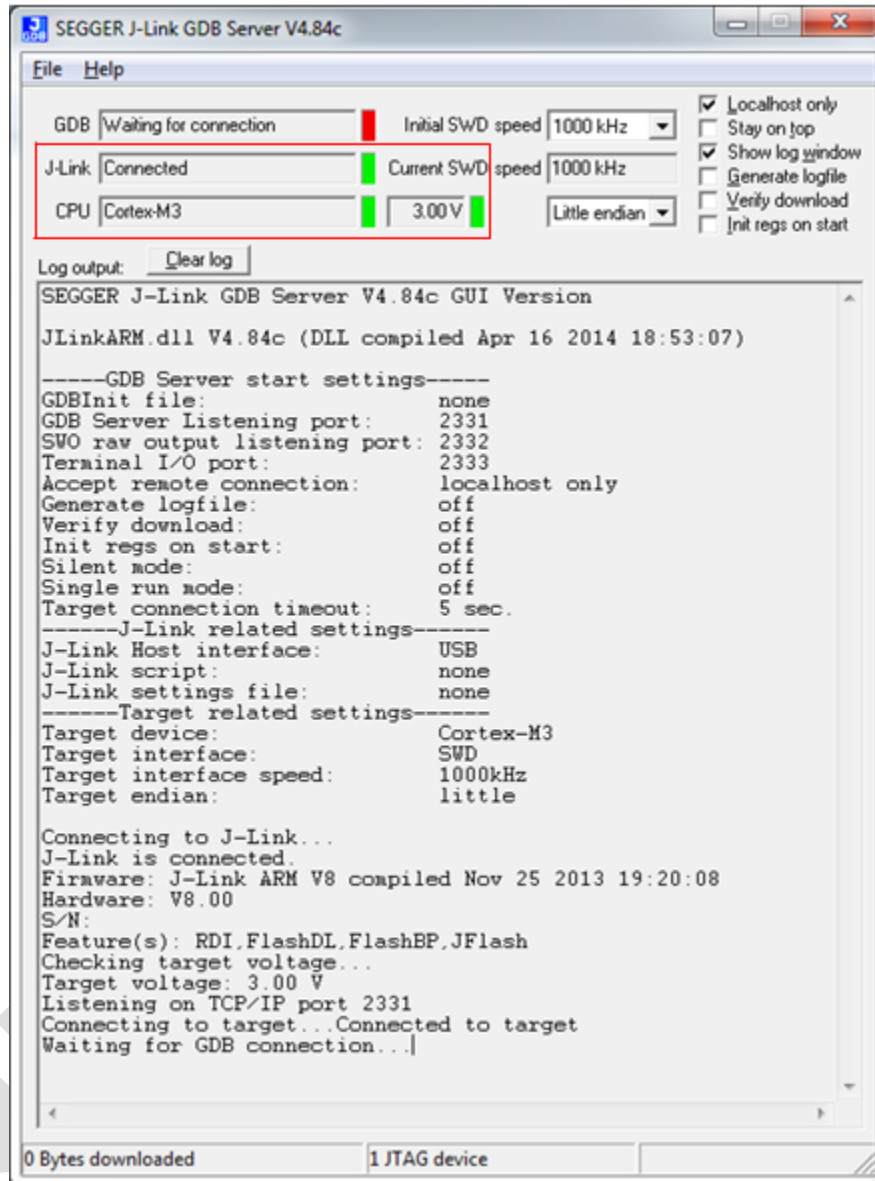 SEGGER J-Link GDB Server V4.84c
File Help
GDB Waiting for connection Initial SWD speed 1000 kHz
J-Link Connected Current SWD speed 1000 kHz
CPU Cortex-M3 3.00 V Little endian
Localhost only
Stay on top
Show log window
Generate logfile
Verify download
Init regs on start
Log output: Clear log
SEGGER J-Link GDB Server V4.84c GUI Version
JLinkARM.dll V4.84c (DLL compiled Apr 16 2014 18:53:07)
-----GDB Server start settings-----
GDBInit file: none
GDB Server Listening port: 2331
SWO raw output listening port: 2332
Terminal I/O port: 2333
Accept remote connection: localhost only
Generate logfile: off
Verify download: off
Init regs on start: off
Silent mode: off
Single run mode: off
Target connection timeout: 5 sec.
------J-Link related settings------
J-Link Host interface: USB
J-Link script: none
J-Link settings file: none
------Target related settings------
Target device: Cortex-M3
Target interface: SWD
Target interface speed: 1000kHz
Target endian: little
Connecting to J-Link...
J-Link is connected.
Firmware: J-Link ARM V8 compiled Nov 25 2013 19:20:08
Hardware: V8.00
S/N:
Feature(s): RDI,FlashDL,FlashBP,JFlash
Checking target voltage...
Target voltage: 3.00 V
Listening on TCP/IP port 2331
Connecting to target...Connected to target
Waiting for GDB connection...
0 Bytes downloaded 1 JTAG device